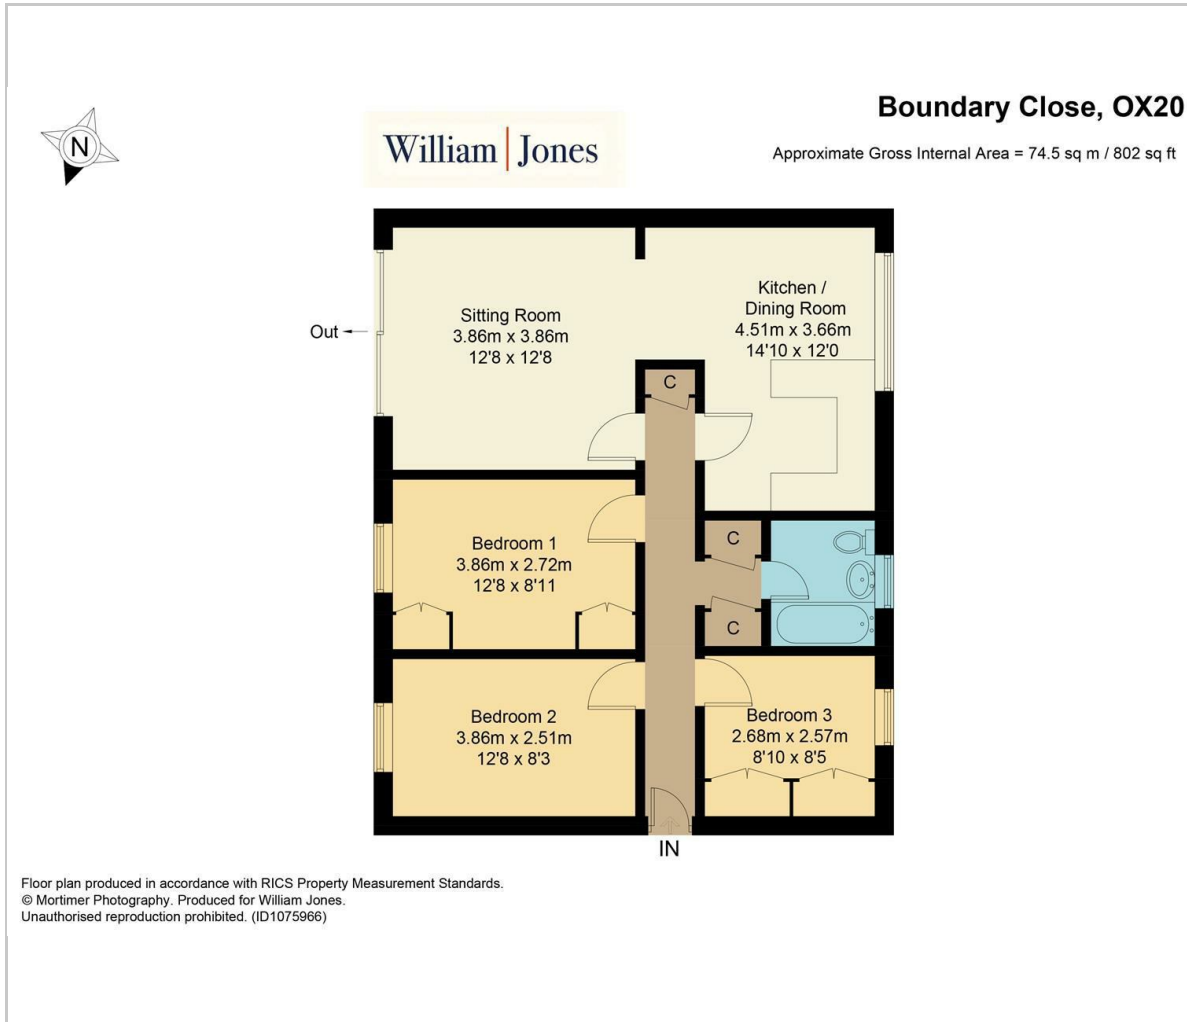 Boundary Close, OX20
N
William | Jones
Approximate Gross Internal Area = 74.5 sq m / 802 sq ft
Kitchen /
Dining Room
4.51m x 3.66m
14'10 x 12'0
Sitting Room
3.86m x 3.86m
12'8 x 12'8
Out
C
Bedroom 1
3.86m x 2.72m
12'8 x 8'11
C
C
Bedroom 2
3.86m x 2.51m
12'8 x 8'3
Bedroom 3
2.68m x 2.57m
8'10 x 8'5
IN
Floor plan produced in accordance with RICS Property Measurement Standards.
© Mortimer Photography. Produced for William Jones.
Unauthorised reproduction prohibited. (ID1075966)